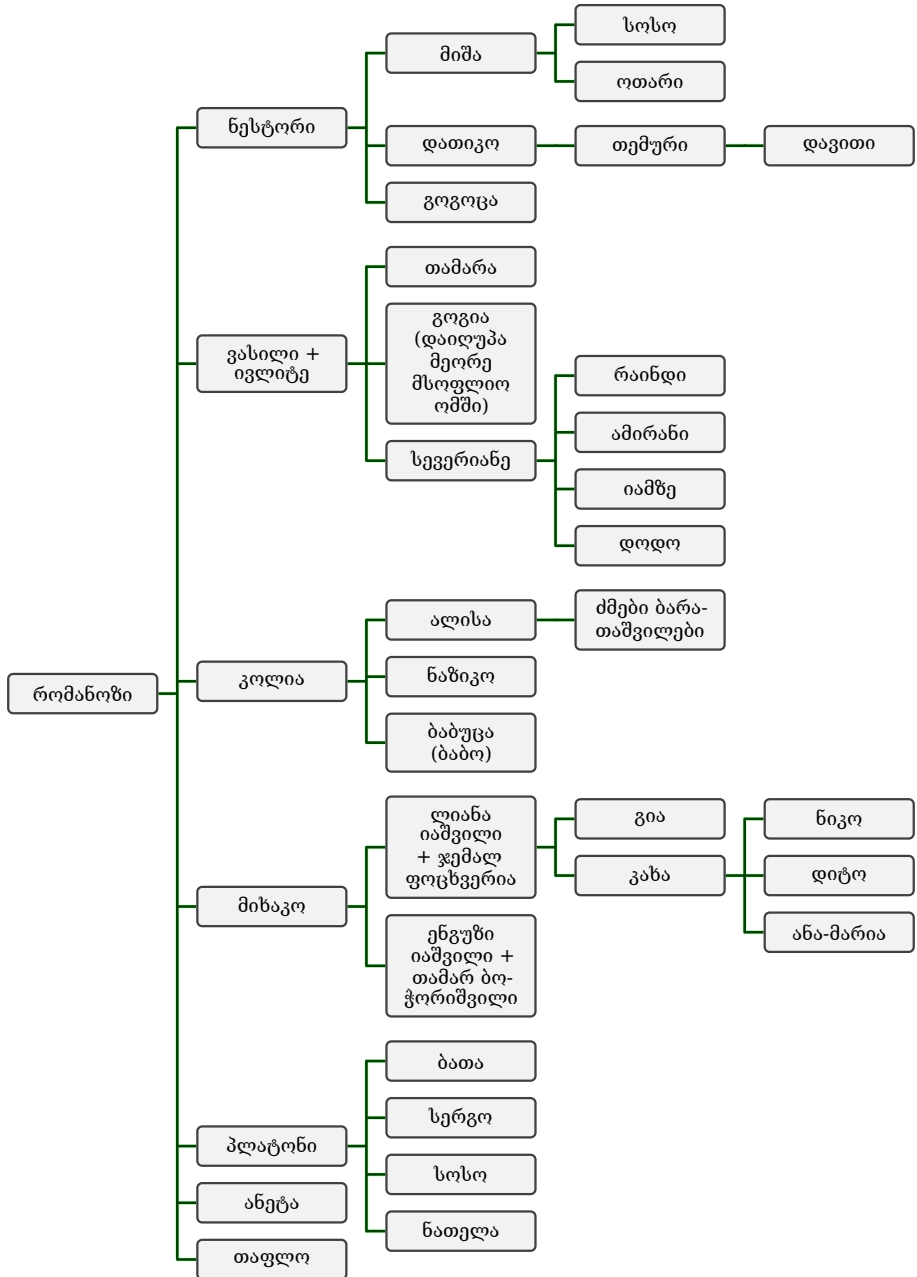 სოსო
მიშა
ოთარი
ნესტორი
დათიკო
თემური
დავითი
გოგოცა
თამარა
გოგია
(დაიღუპა
მეორე
მსოფლიო
ომში)
ვასილი +
ივლიტე
რაინდი
ამირანი
სევერიანე
იამზე
დოდო
ალისა
ძმები ბარა-
თაშვილები
კოლია
ნაზიკო
რომანოზი
ბაბუცა
(ბაბო)
ლიანა
იაშვილი
+ ჯემალ
ფოცხვერია
გია
ნიკო
კახა
დიტო
ანა-მარია
მიხაკო
ენგუზი
იაშვილი +
თამარ ბო-
ჭორიშვილი
ბათა
სერგო
პლატონი
სოსო
ანეტა
ნათელა
თაფლო